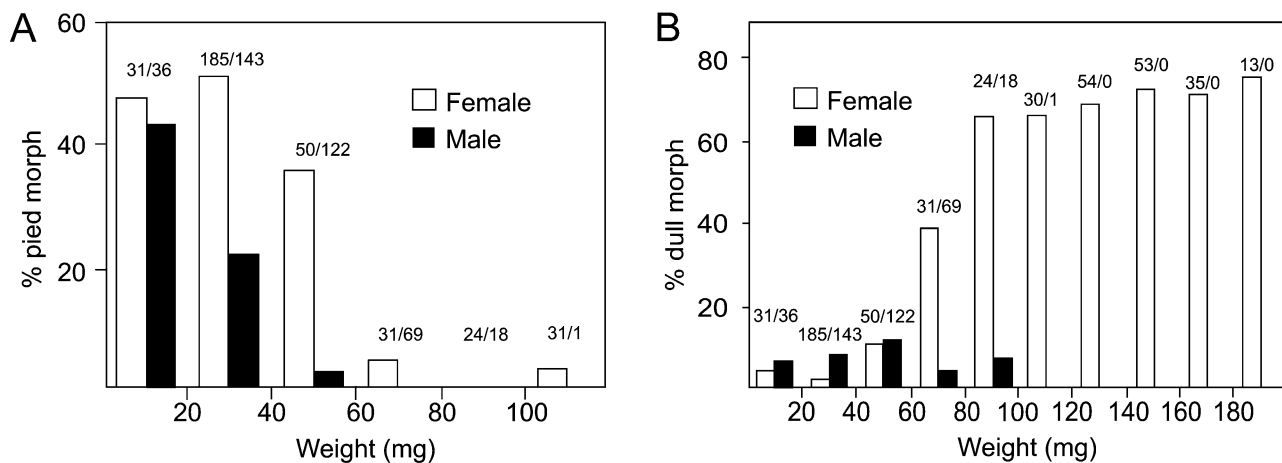 A
60
40
20
% pied morph
31/36
185/143
50/122
31/69
24/18
31/1
Female
Male
20 40 60 80 100
Weight (mg)
B
80
60
40
20
% dull morph
31/36
185/143
50/122
31/69
24/18
30/1
54/0
53/0
35/0
13/0
Female
Male
20 40 60 80 100 120 140 160 180
Weight (mg)